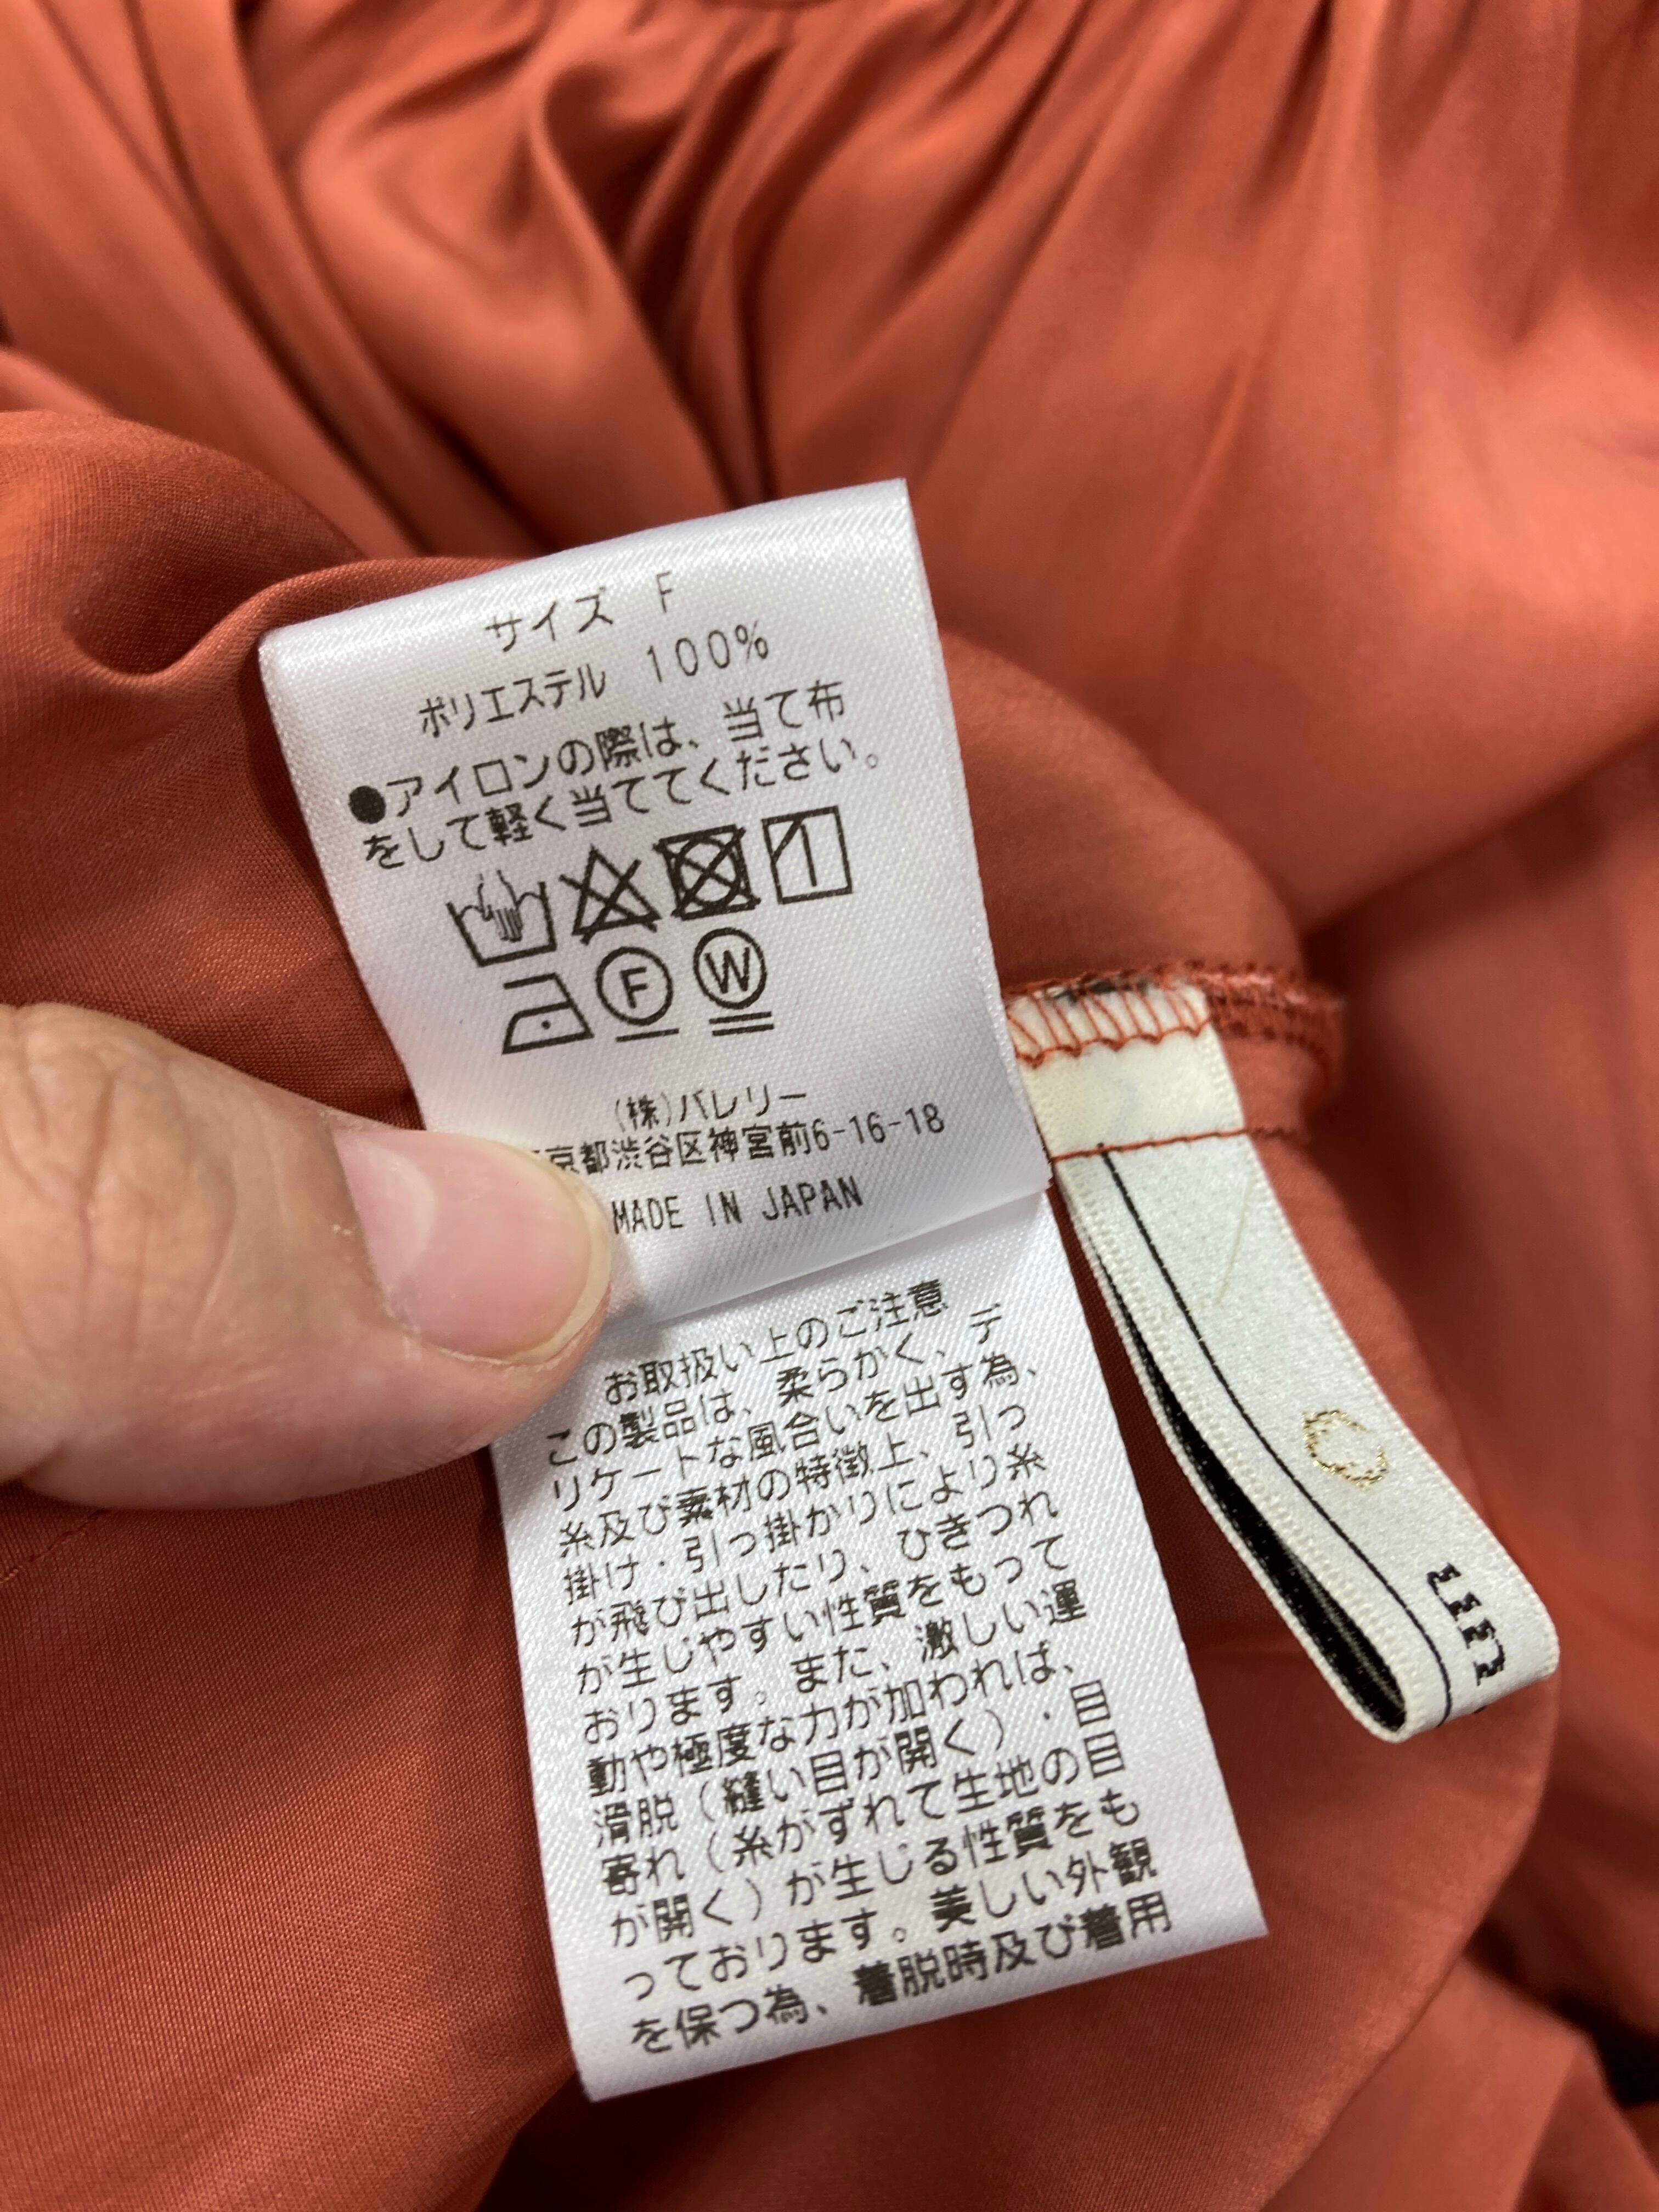 サイズ F
ポリエステル 100%
●アイロンの際は、当て布
をして軽く当ててください。
F
W
(株)バレリー
京都渋谷区神宮前6-16-18
MADE IN JAPAN
お取扱い上のご注意
この製品は、柔らかく、デ
リケートな風合いを出す為、
糸及び素材の特徴上、引っ
掛け・引っ掛かりにより糸
が飛び出したり、ひきつれ
が生じやすい性質をもって
おります。また、激しい運
動や極度な力が加われば、
滑脱（縫い目が開く）・目
寄れ（糸がずれて生地の目
が開く）が生じる性質をも
っております。美しい外観
を保つ為、着脱時及び着用